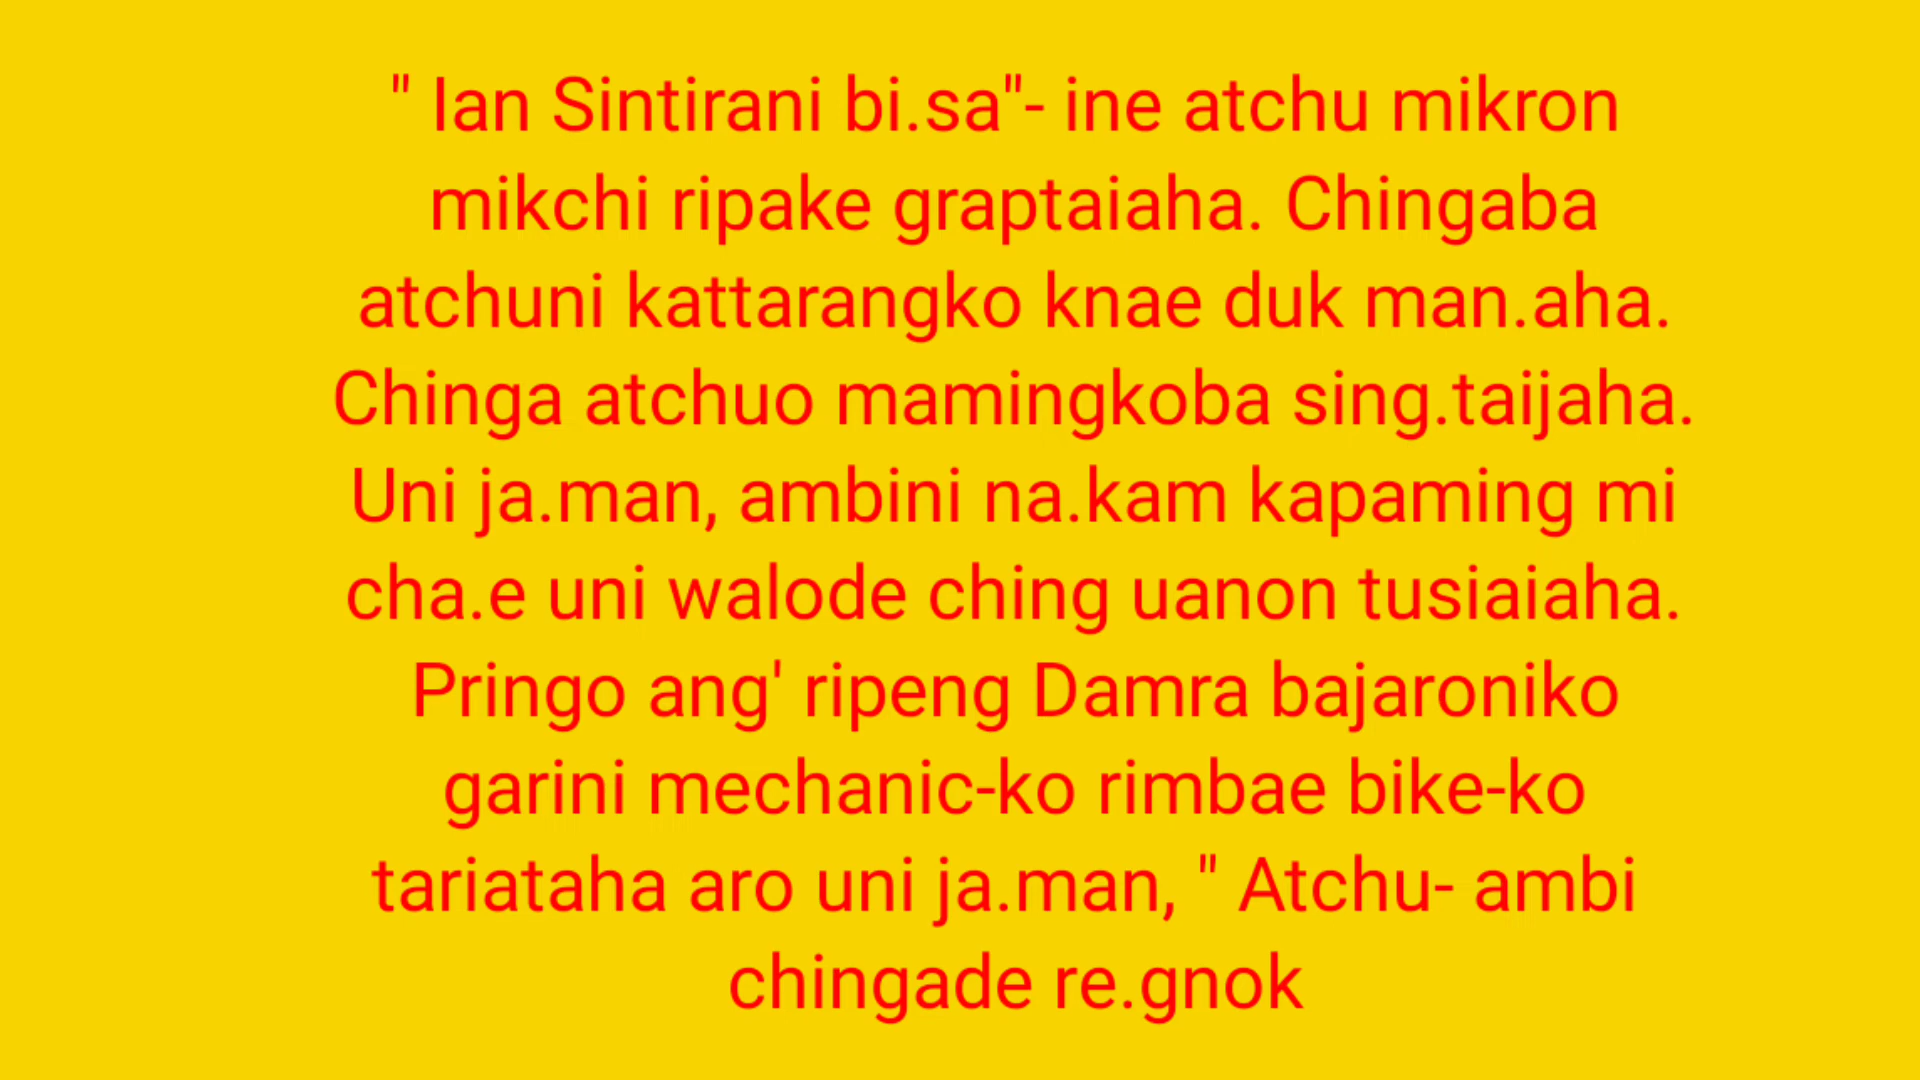 " Ian Sintirani bi.sa"- ine atchu mikron
mikchi ripake graptaiaha. Chingaba
atchuni kattarangko knae duk man.aha.
Chinga atchuo mamingkoba sing.taijaha.
Uni ja.man, ambini na.kam kapaming mi
cha.e uni walode ching uanon tusiaiaha.
Pringo ang' ripeng Damra bajaroniko
garini mechanic-ko rimbae bike-ko
tariataha aro uni ja.man, " Atchu- ambi
chingade re.gnok